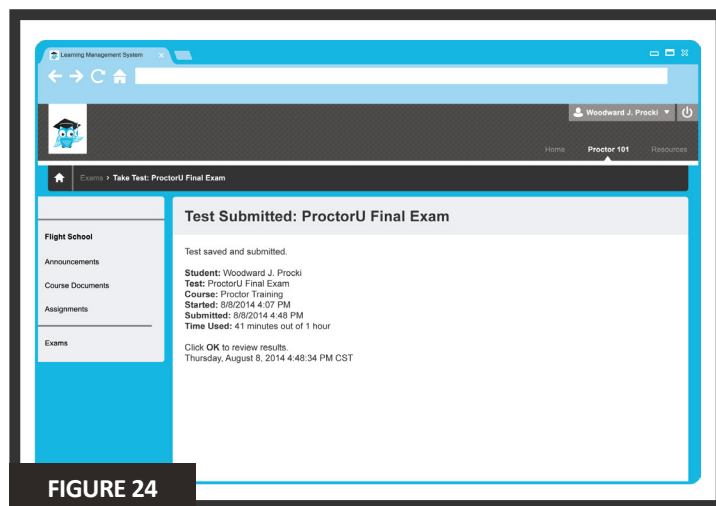 Learning Management System
Woodward J. Procki
Home Proctor 101 Resources
Exams > Take Test: ProctorU Final Exam
Flight School
Announcements
Course Documents
Assignments
Exams
Test Submitted: ProctorU Final Exam
Test saved and submitted.
Student: Woodward J. Procki
Test: ProctorU Final Exam
Course: Proctor Training
Started: 8/8/2014 4:07 PM
Submitted: 8/8/2014 4:48 PM
Time Used: 41 minutes out of 1 hour
Click OK to review results.
Thursday, August 8, 2014 4:48:34 PM CST
FIGURE 24